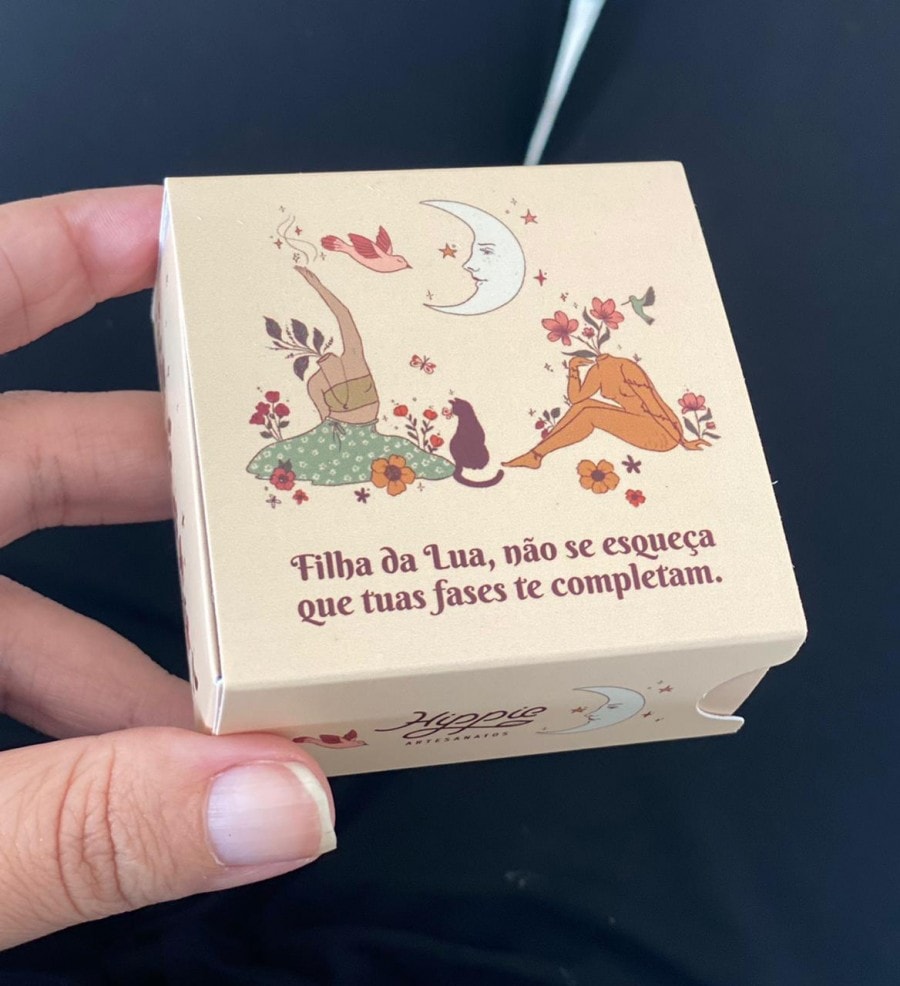 Filha da Lua, não se esqueça
que tuas fases te completam.
Hippie
ARTESANATOS